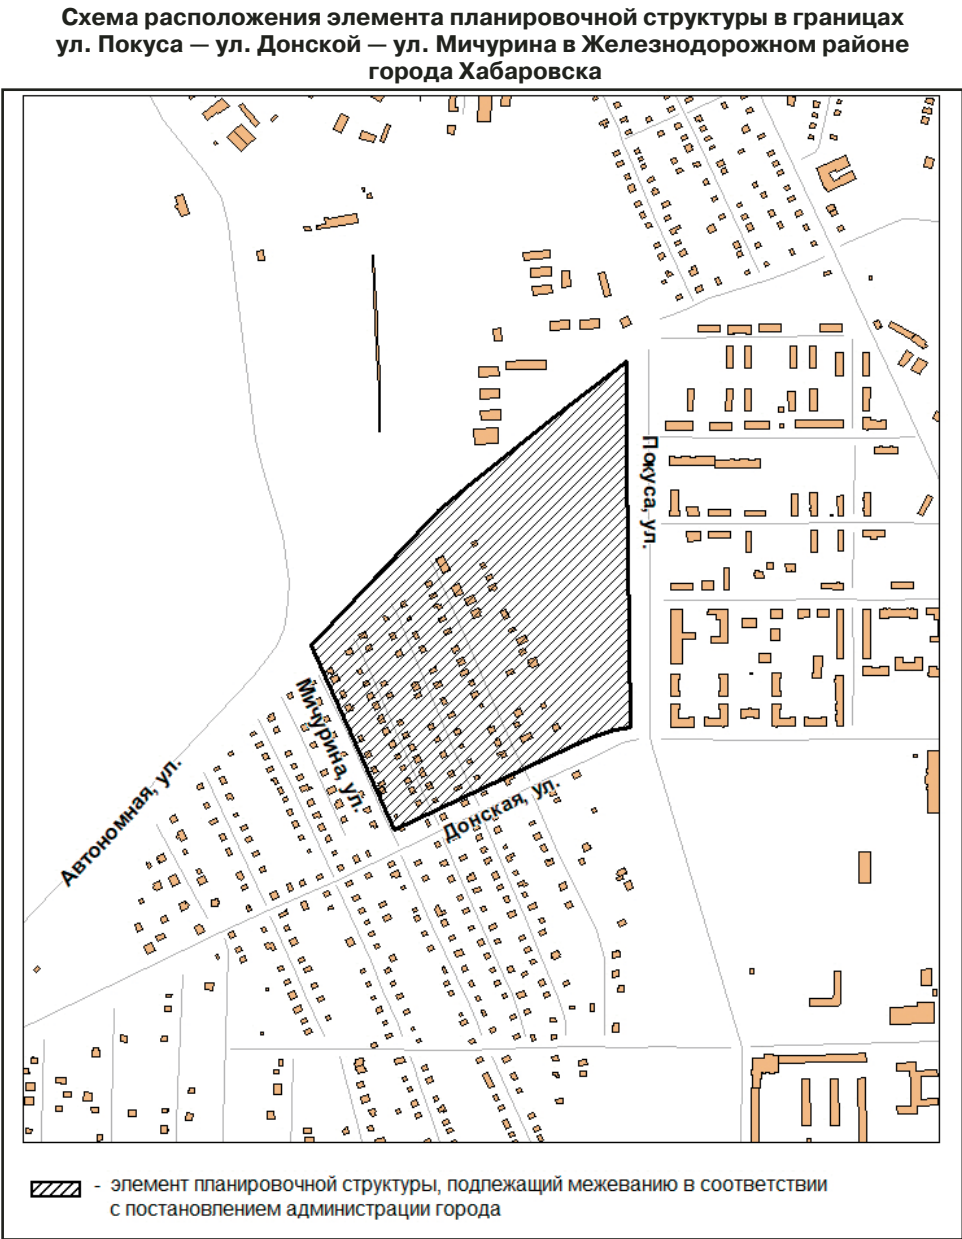 Схема расположения элемента планировочной структуры в границах
ул. Покуса — ул. Донской — ул. Мичурина в Железнодорожном районе
города Хабаровска
Покуса, ул.
Мичурина, ул.
Автономная, ул.
Донская, ул.
- элемент планировочной структуры, подлежащий межеванию в соответствии
с постановлением администрации города